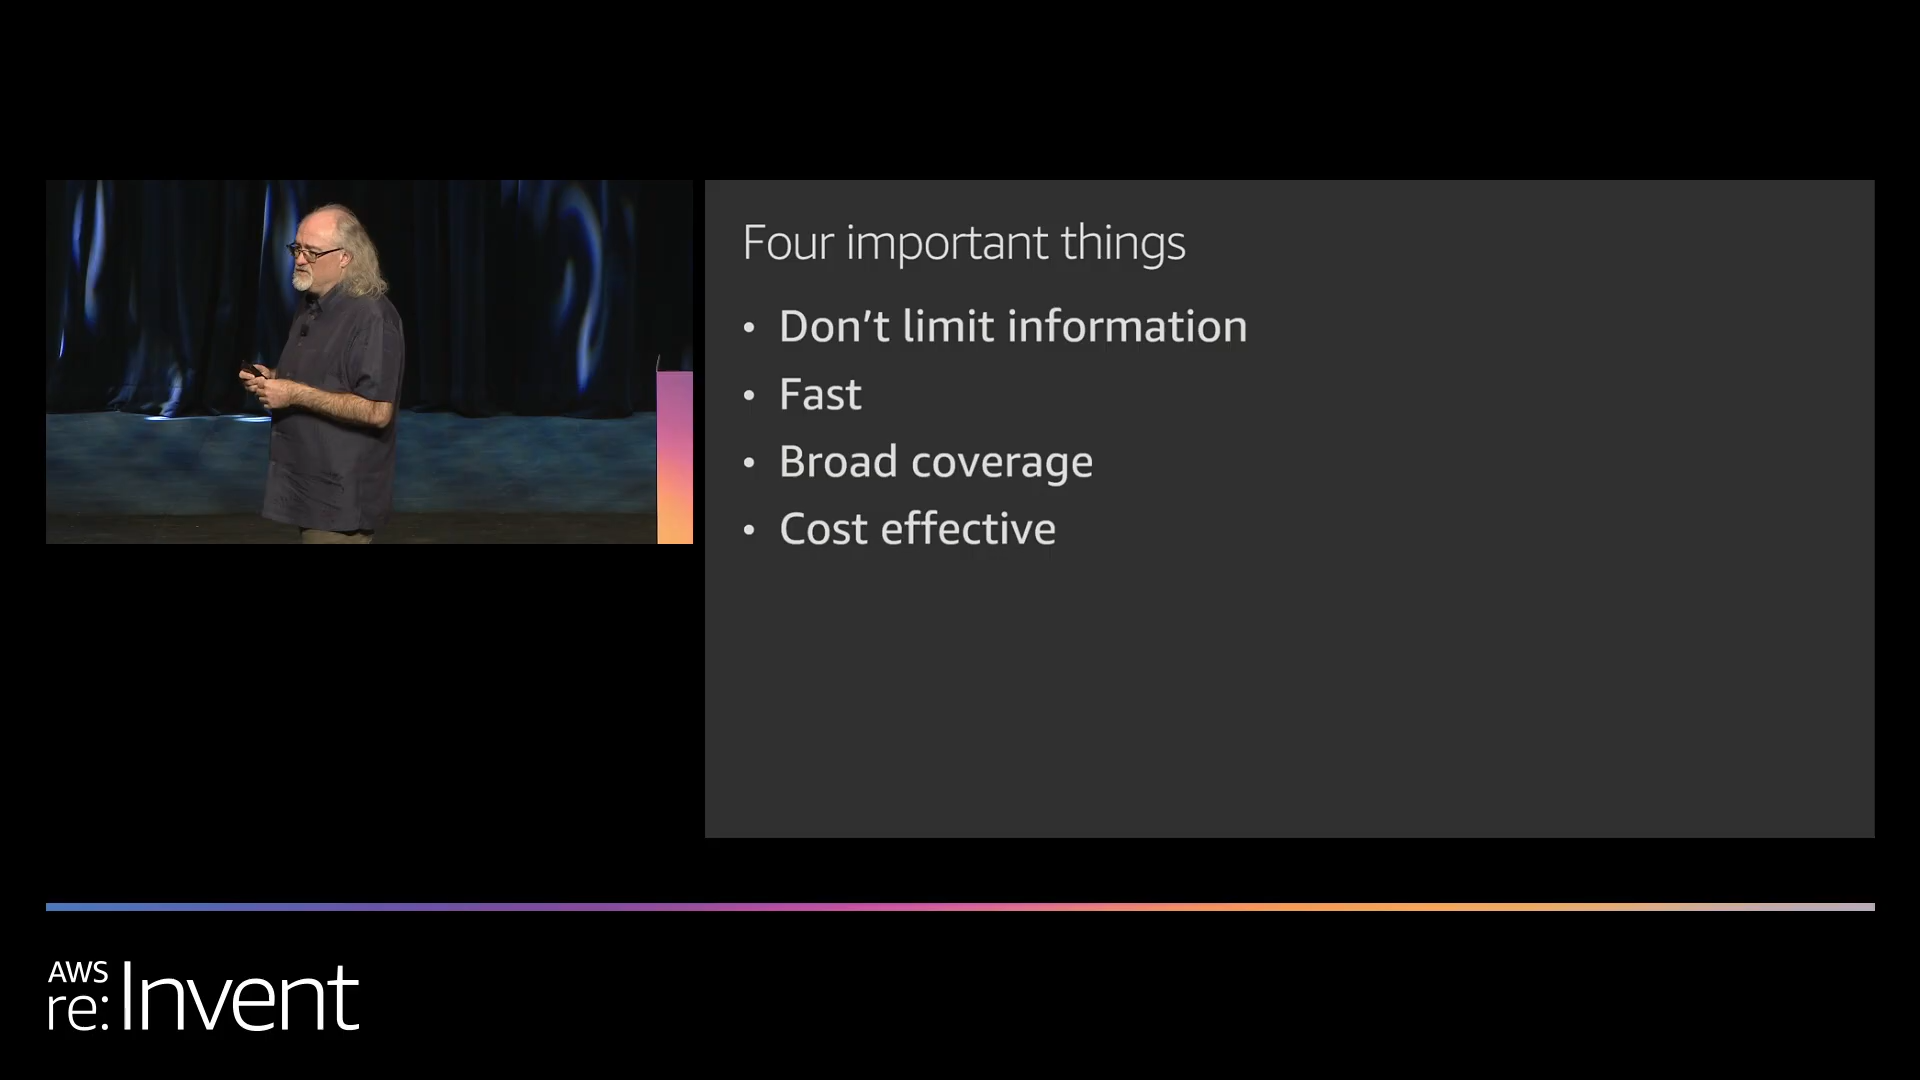 Four important things
• Don’t limit information
• Fast
• Broad coverage
• Cost effective
AWS
re:Invent